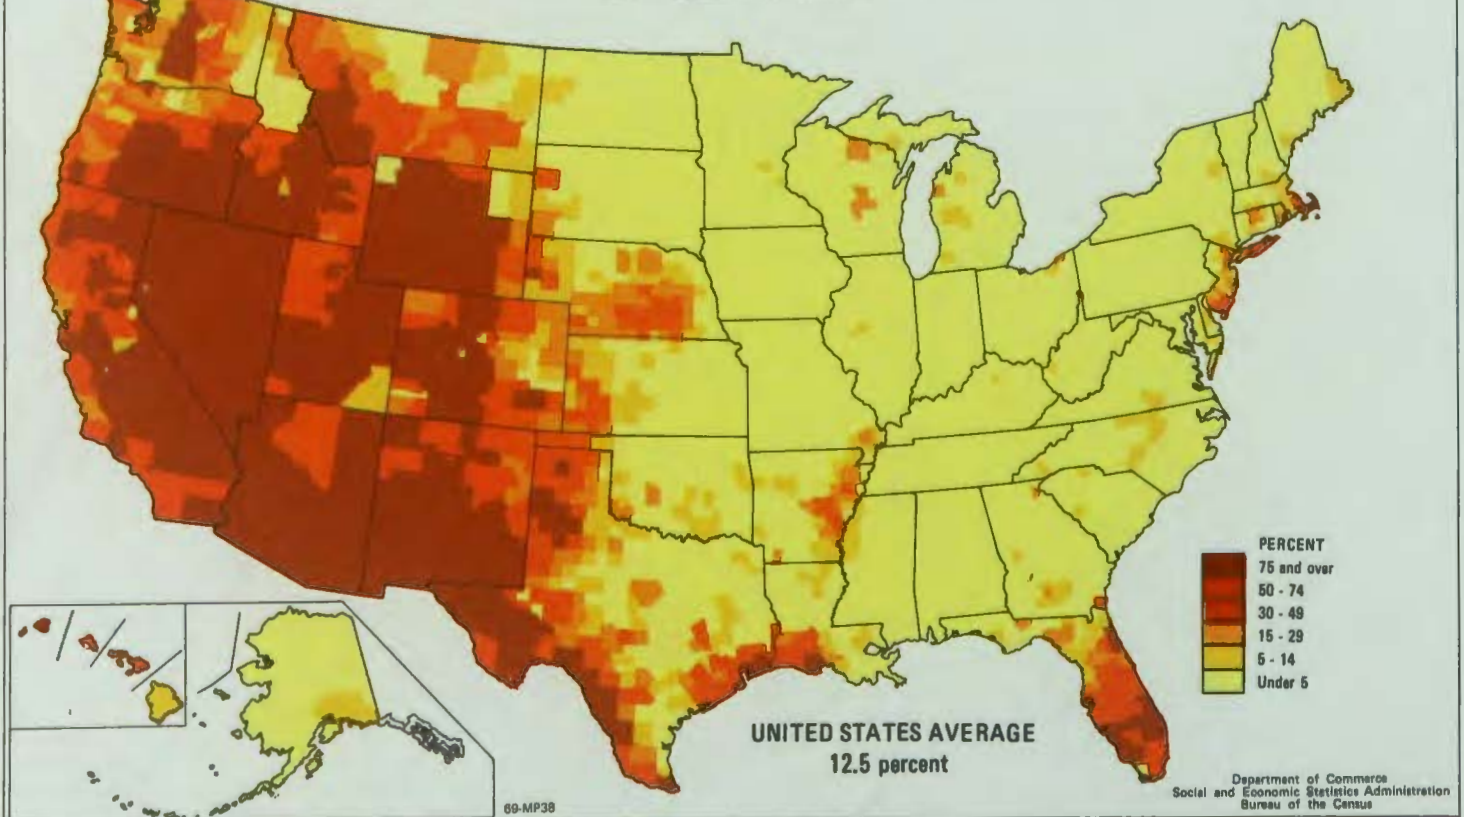 PERCENT
75 and over
50 - 74
30 - 49
15 - 29
5 - 14
Under 5
UNITED STATES AVERAGE
12.5 percent
Department of Commerce
Social and Economic Statistics Administration
Bureau of the Census
69-MP38